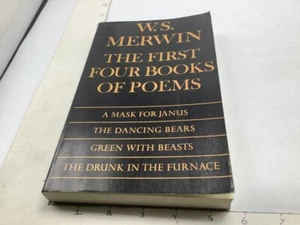 W.S.
MERWIN
THE FIRST
FOUR BOOKS
OF POEMS
A MASK FOR JANUS
THE DANCING BEARS
GREEN WITH BEASTS
THE DRUNK IN THE FURNACE